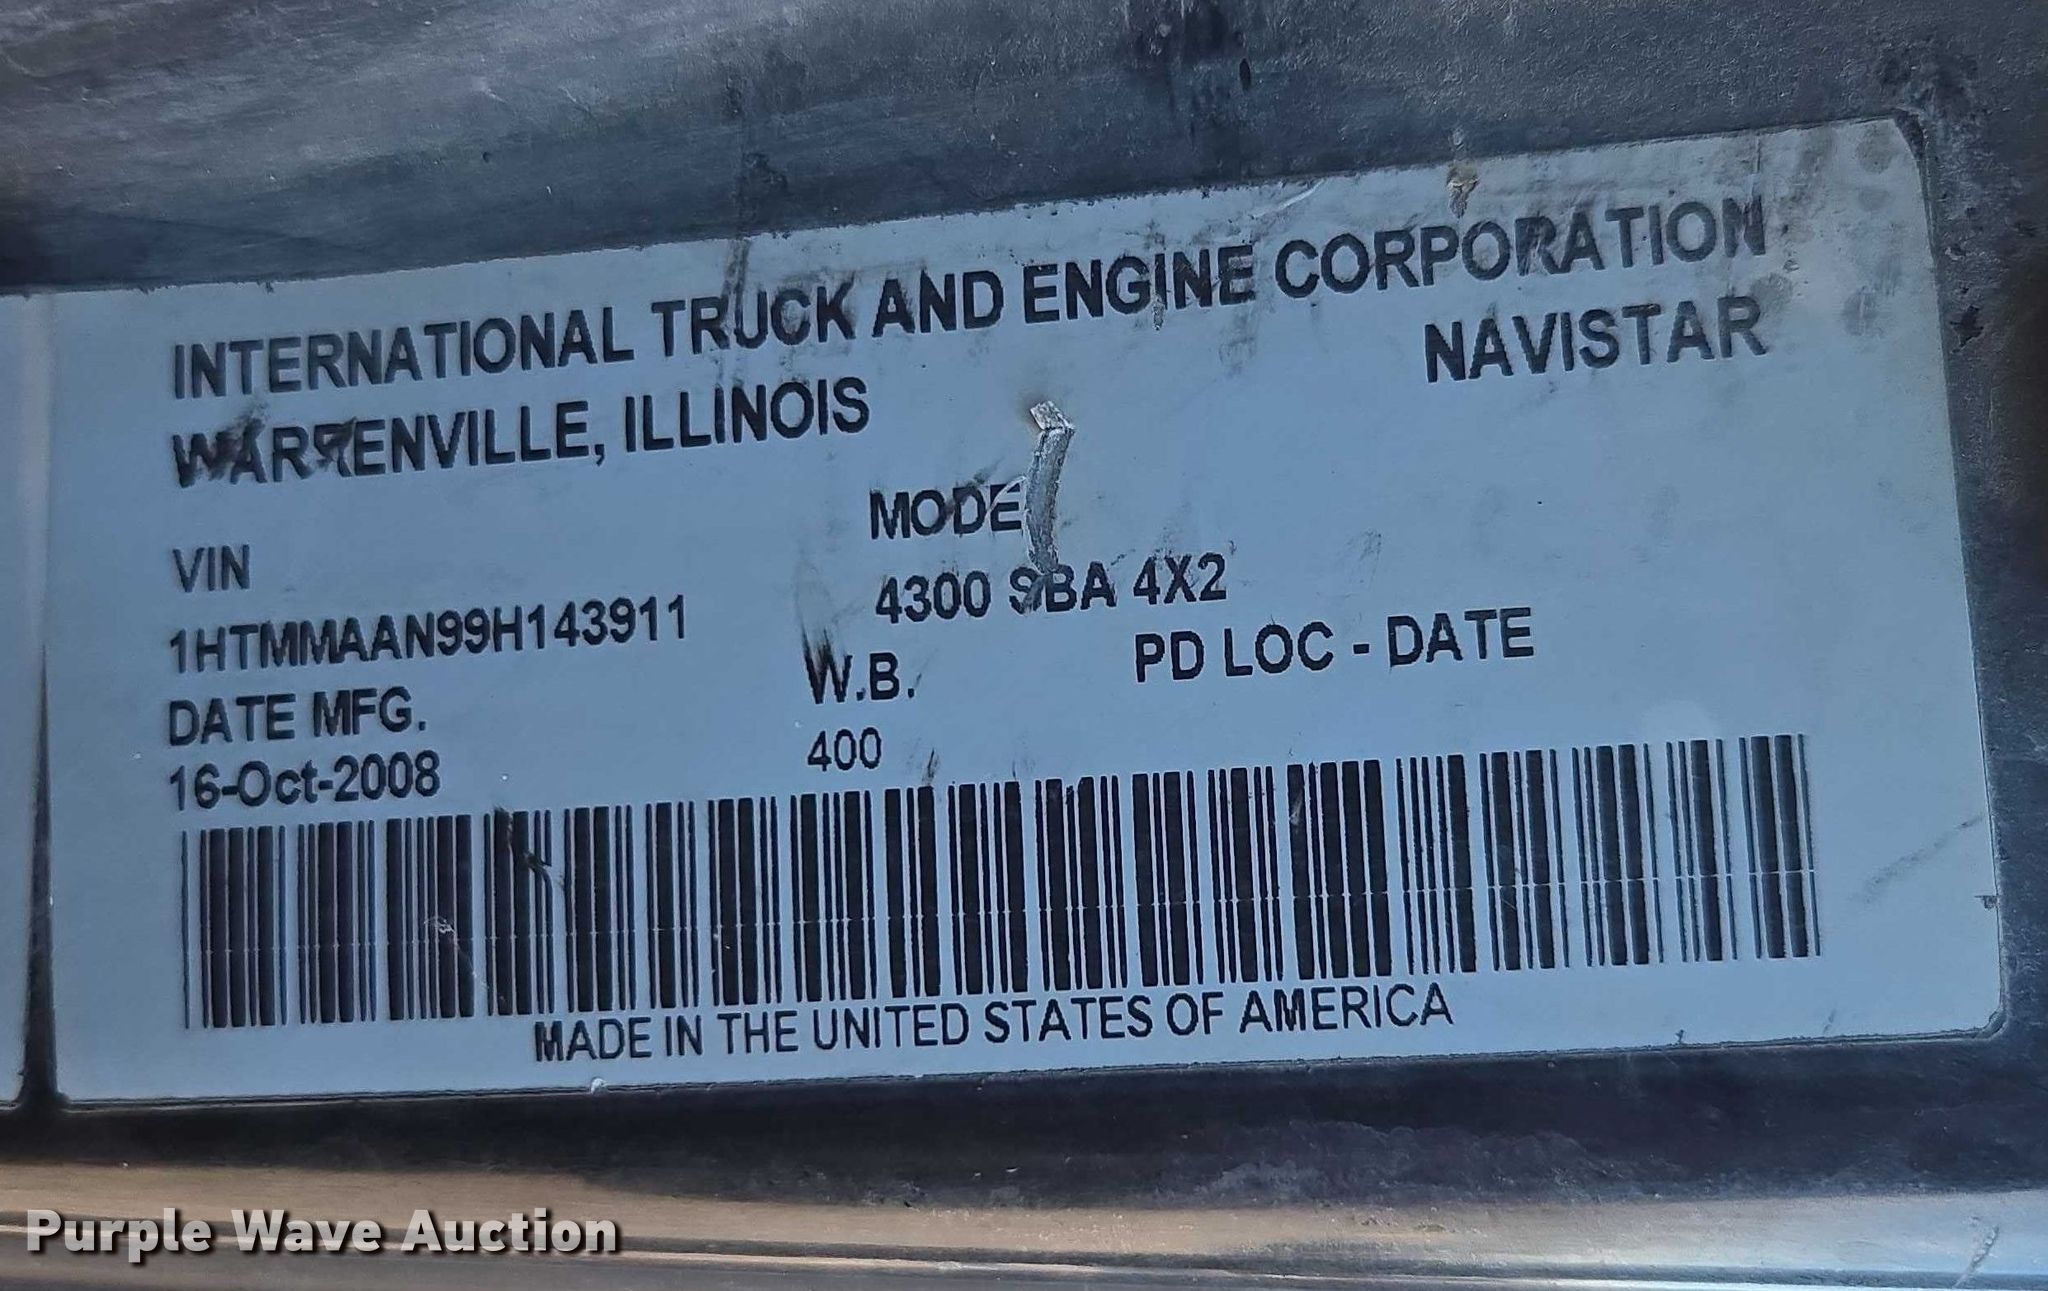 INTERNATIONAL TRUCK AND ENGINE CORPORATION
WARRENVILLE, ILLINOIS NAVISTAR
VIN MODE
1HTMMAAN99H143911 4300 SBA 4X2
DATE MFG. W.B. PD LOC - DATE
16-Oct-2008 400
MADE IN THE UNITED STATES OF AMERICA
Purple Wave Auction